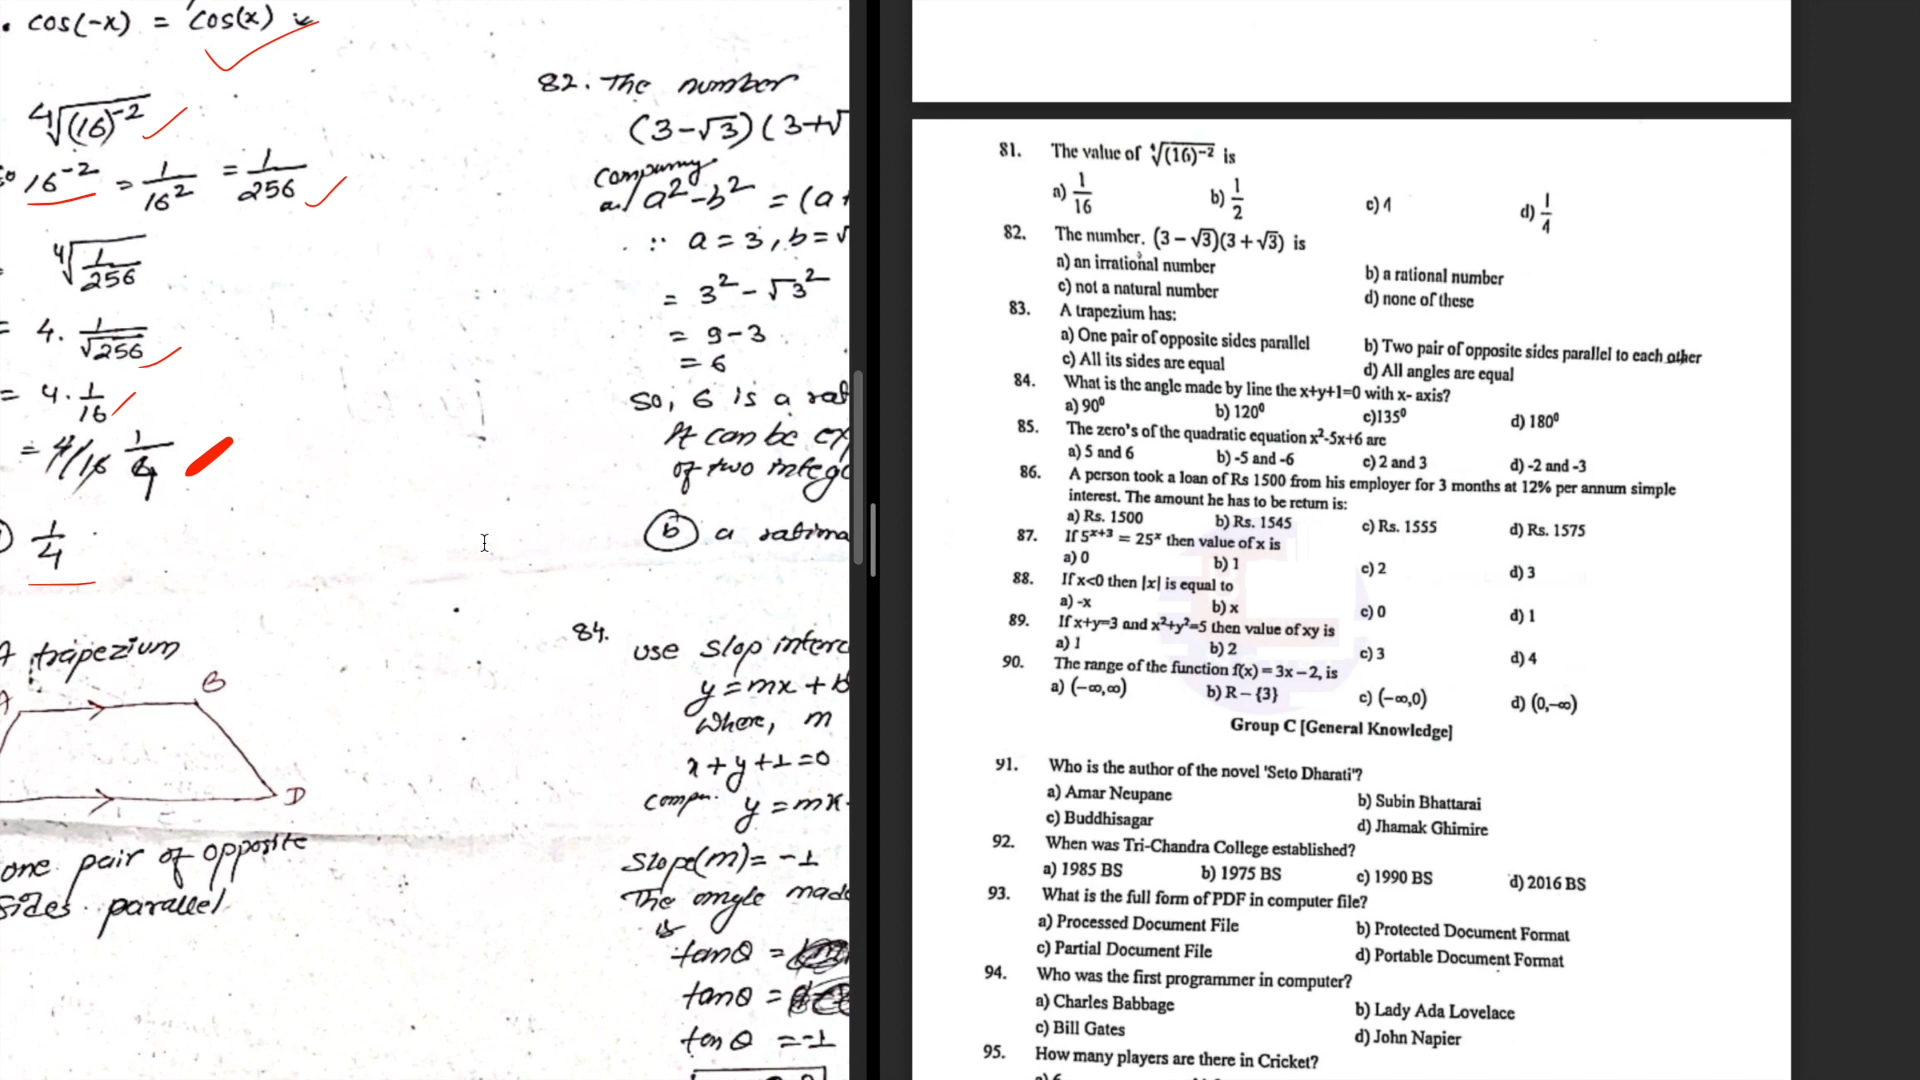 . cos(-x) = cos(x)
∜(16)⁻²
so 16⁻² = 1/16² = 1/256
∜1/256
= 4. 1/√256
= 4. 1/16
= 4/16 1/4
) 1/4
A trapezium
A B
D
one pair of opposite
sides parallel
82. The number
(3-√3)(3+√
Comparing
a² - b² = (a+
∵ a = 3, b = √
= 3² - √3²
= 9 - 3
= 6
so, 6 is a rat
It can be ex
of two intege
(b) a rationa
84.
use slop interc
y = mx + b
where, m
x + y + 1 = 0
compu. y = mx
slope(m) = -1
The angle made
is
tanθ =
tanθ =
tanθ = -1
81. The value of ∜(16)⁻² is
a) 1/16 b) 1/2 c) 4 d) 1/4
82. The number. (3 – √3)(3 + √3) is
a) an irrational number b) a rational number
c) not a natural number d) none of these
83. A trapezium has:
a) One pair of opposite sides parallel b) Two pair of opposite sides parallel to each other
c) All its sides are equal d) All angles are equal
84. What is the angle made by line the x+y+1=0 with x- axis?
a) 90⁰ b) 120⁰ c)135⁰ d) 180⁰
85. The zero's of the quadratic equation x²-5x+6 are
a) 5 and 6 b) -5 and -6 c) 2 and 3 d) -2 and -3
86. A person took a loan of Rs 1500 from his employer for 3 months at 12% per annum simple
interest. The amount he has to be return is:
a) Rs. 1500 b) Rs. 1545 c) Rs. 1555 d) Rs. 1575
87. If 5ˣ⁺³ = 25ˣ then value of x is
a) 0 b) 1 c) 2 d) 3
88. If x<0 then |x| is equal to
a) -x b) x c) 0 d) 1
89. If x+y=3 and x²+y²=5 then value of xy is
a) 1 b) 2 c) 3 d) 4
90. The range of the function f(x) = 3x – 2, is
a) (–∞,∞) b) R – {3} c) (–∞,0) d) (0,–∞)
Group C [General Knowledge]
91. Who is the author of the novel 'Seto Dharati'?
a) Amar Neupane b) Subin Bhattarai
c) Buddhisagar d) Jhamak Ghimire
92. When was Tri-Chandra College established?
a) 1985 BS b) 1975 BS c) 1990 BS d) 2016 BS
93. What is the full form of PDF in computer file?
a) Processed Document File b) Protected Document Format
c) Partial Document File d) Portable Document Format
94. Who was the first programmer in computer?
a) Charles Babbage b) Lady Ada Lovelace
c) Bill Gates d) John Napier
95. How many players are there in Cricket?